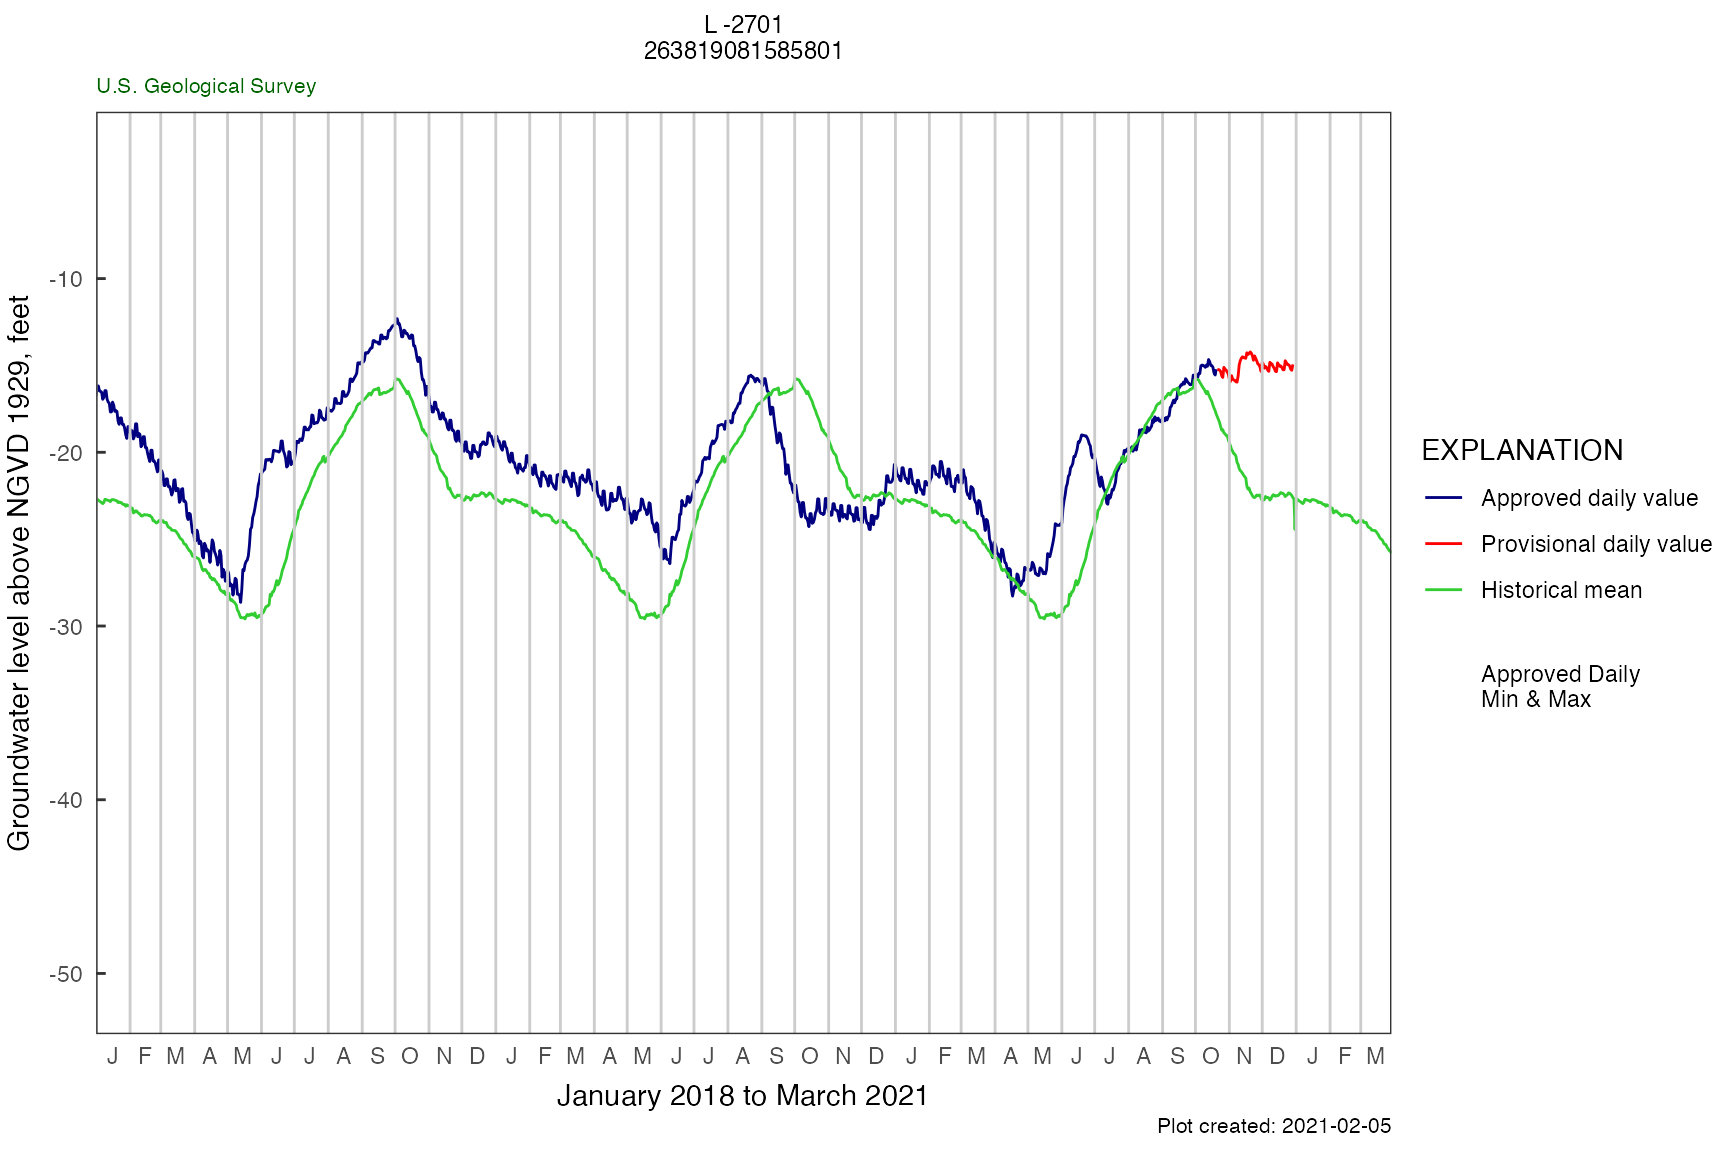 L -2701
263819081585801
U.S. Geological Survey
Groundwater level above NGVD 1929, feet
-10
-20
-30
-40
-50
J F M A M J J A S O N D J F M A M J J A S O N D J F M A M J J A S O N D J F M
January 2018 to March 2021
EXPLANATION
Approved daily value
Provisional daily value
Historical mean
Approved Daily
Min & Max
Plot created: 2021-02-05